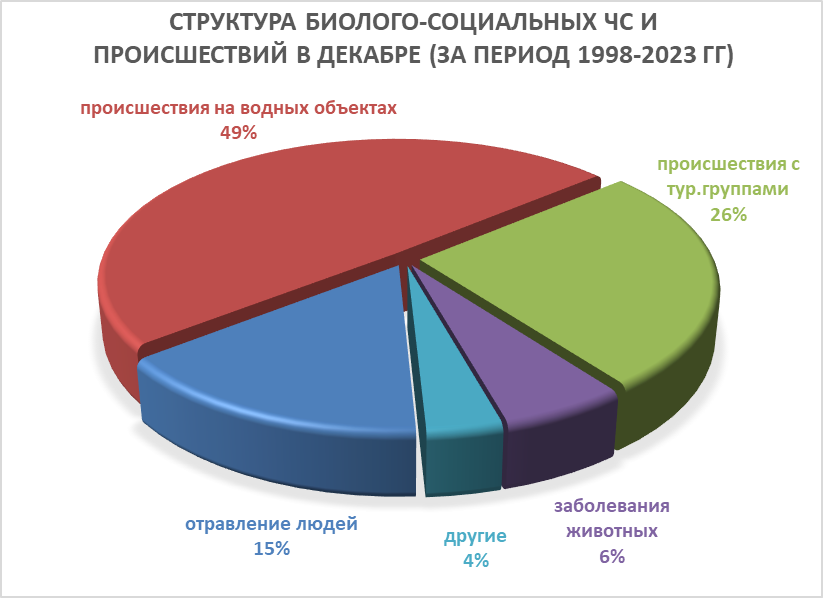 СТРУКТУРА БИОЛОГО-СОЦИАЛЬНЫХ ЧС И
ПРОИСШЕСТВИЙ В ДЕКАБРЕ (ЗА ПЕРИОД 1998-2023 ГГ)
происшествия на водных объектах
49%
происшествия с
тур.группами
26%
заболевания
животных
6%
другие
4%
отравление людей
15%